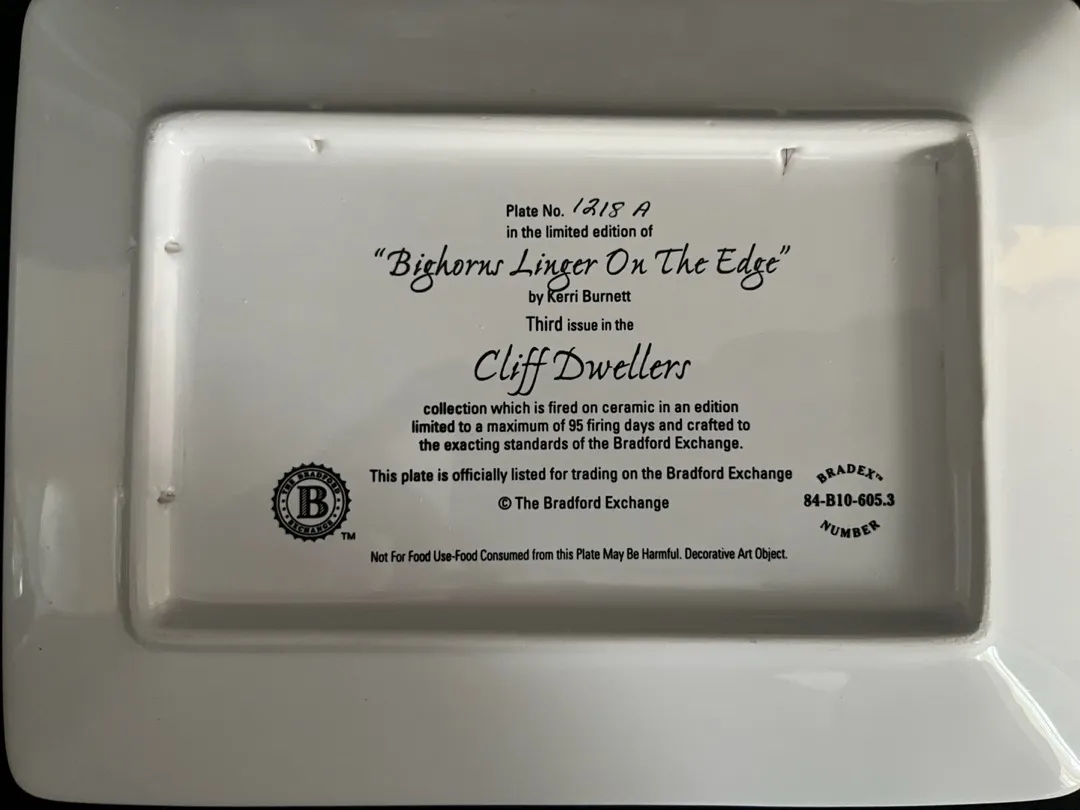 Plate No. 1218 A
in the limited edition of
“Bighorns Linger On The Edge”
by Kerri Burnett
Third issue in the
Cliff Dwellers
collection which is fired on ceramic in an edition
limited to a maximum of 95 firing days and crafted to
the exacting standards of the Bradford Exchange.
This plate is officially listed for trading on the Bradford Exchange
© The Bradford Exchange
THE BRADFORD
B
EXCHANGE
TM
BRADEX™
84-B10-605.3
NUMBER
Not For Food Use-Food Consumed from this Plate May Be Harmful. Decorative Art Object.